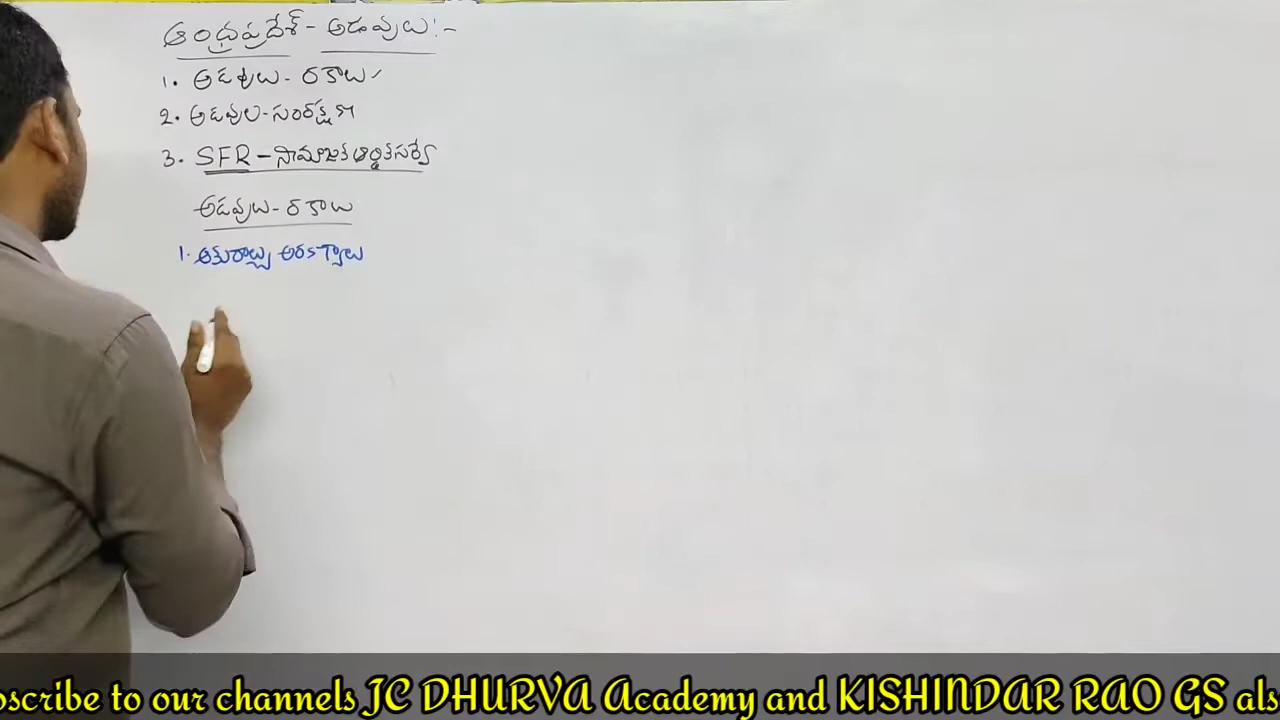 ఆంధ్రప్రదేశ్ - అడవులు:-
1. అడవులు - రకాలు
2. అడవుల - సంరక్షణ
3. SFR - సామాజిక ఆర్థిక సర్వే
అడవులు - రకాలు
1. ఆకురాల్చు అరణ్యాలు
bscribe to our channels JC DHURVA Academy and KISHINDAR RAO GS als